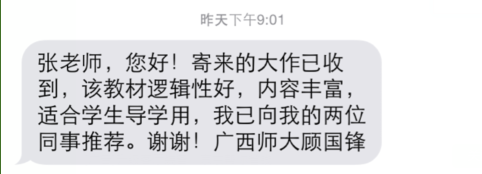 昨天下午9:01
张老师，您好！寄来的大作已收
到，该教材逻辑性好，内容丰富，
适合学生导学用，我已向我的两位
同事推荐。谢谢！广西师大顾国锋